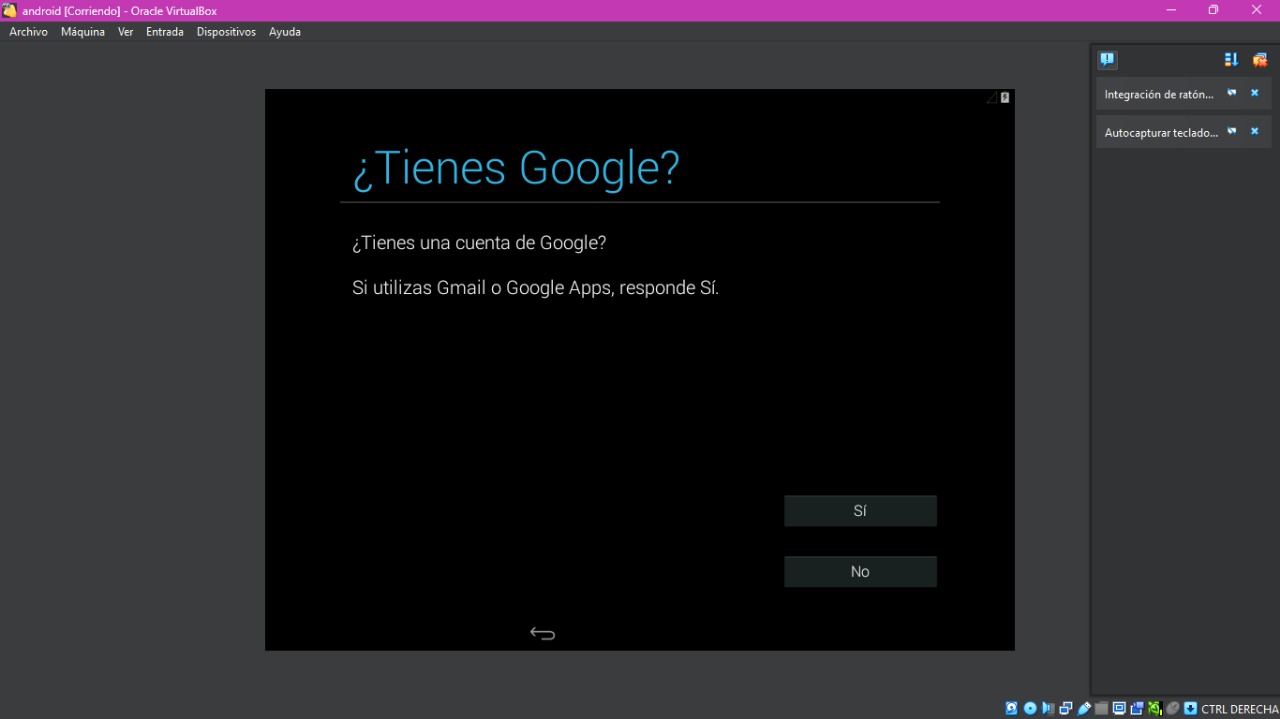 android [Corriendo] - Oracle VirtualBox
Archivo Máquina Ver Entrada Dispositivos Ayuda
Integración de ratón...
Autocapturar teclado...
¿Tienes Google?
¿Tienes una cuenta de Google?
Si utilizas Gmail o Google Apps, responde Sí.
Sí
No
CTRL DERECHA